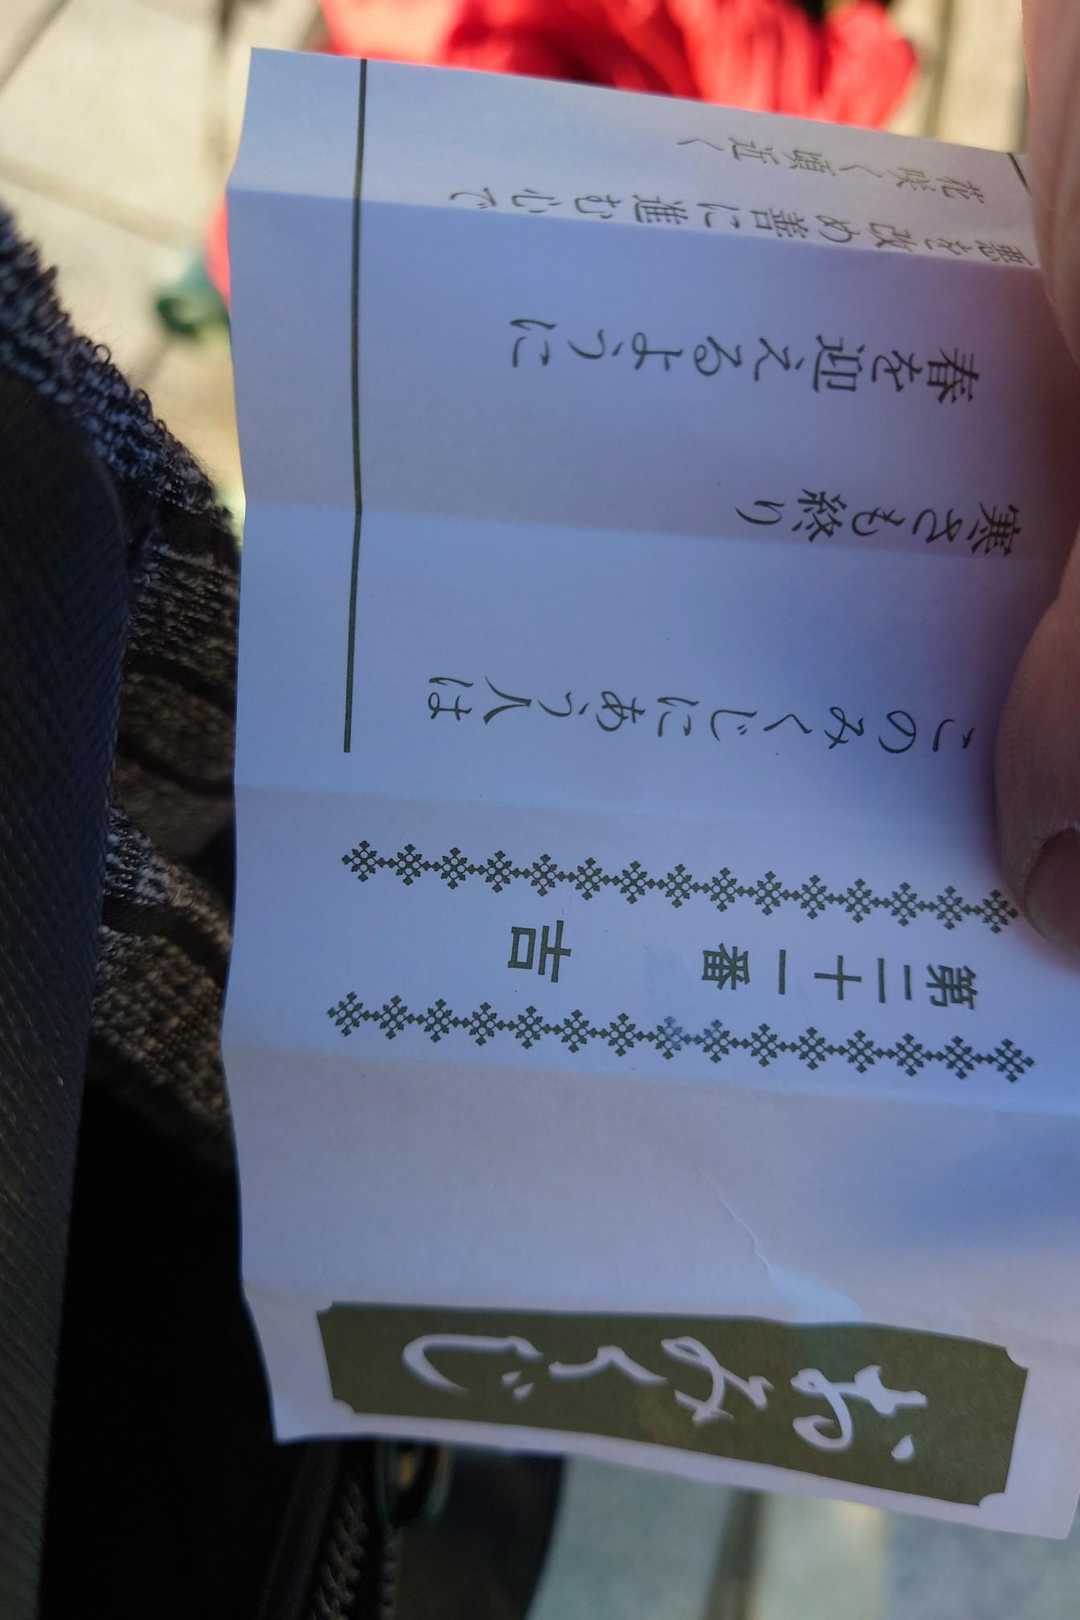 おみくじ
第二十一番 吉
このみくじにあう人は
寒さも終り
春を迎えるように
悪を改め善に進む心で
花咲く頃近く